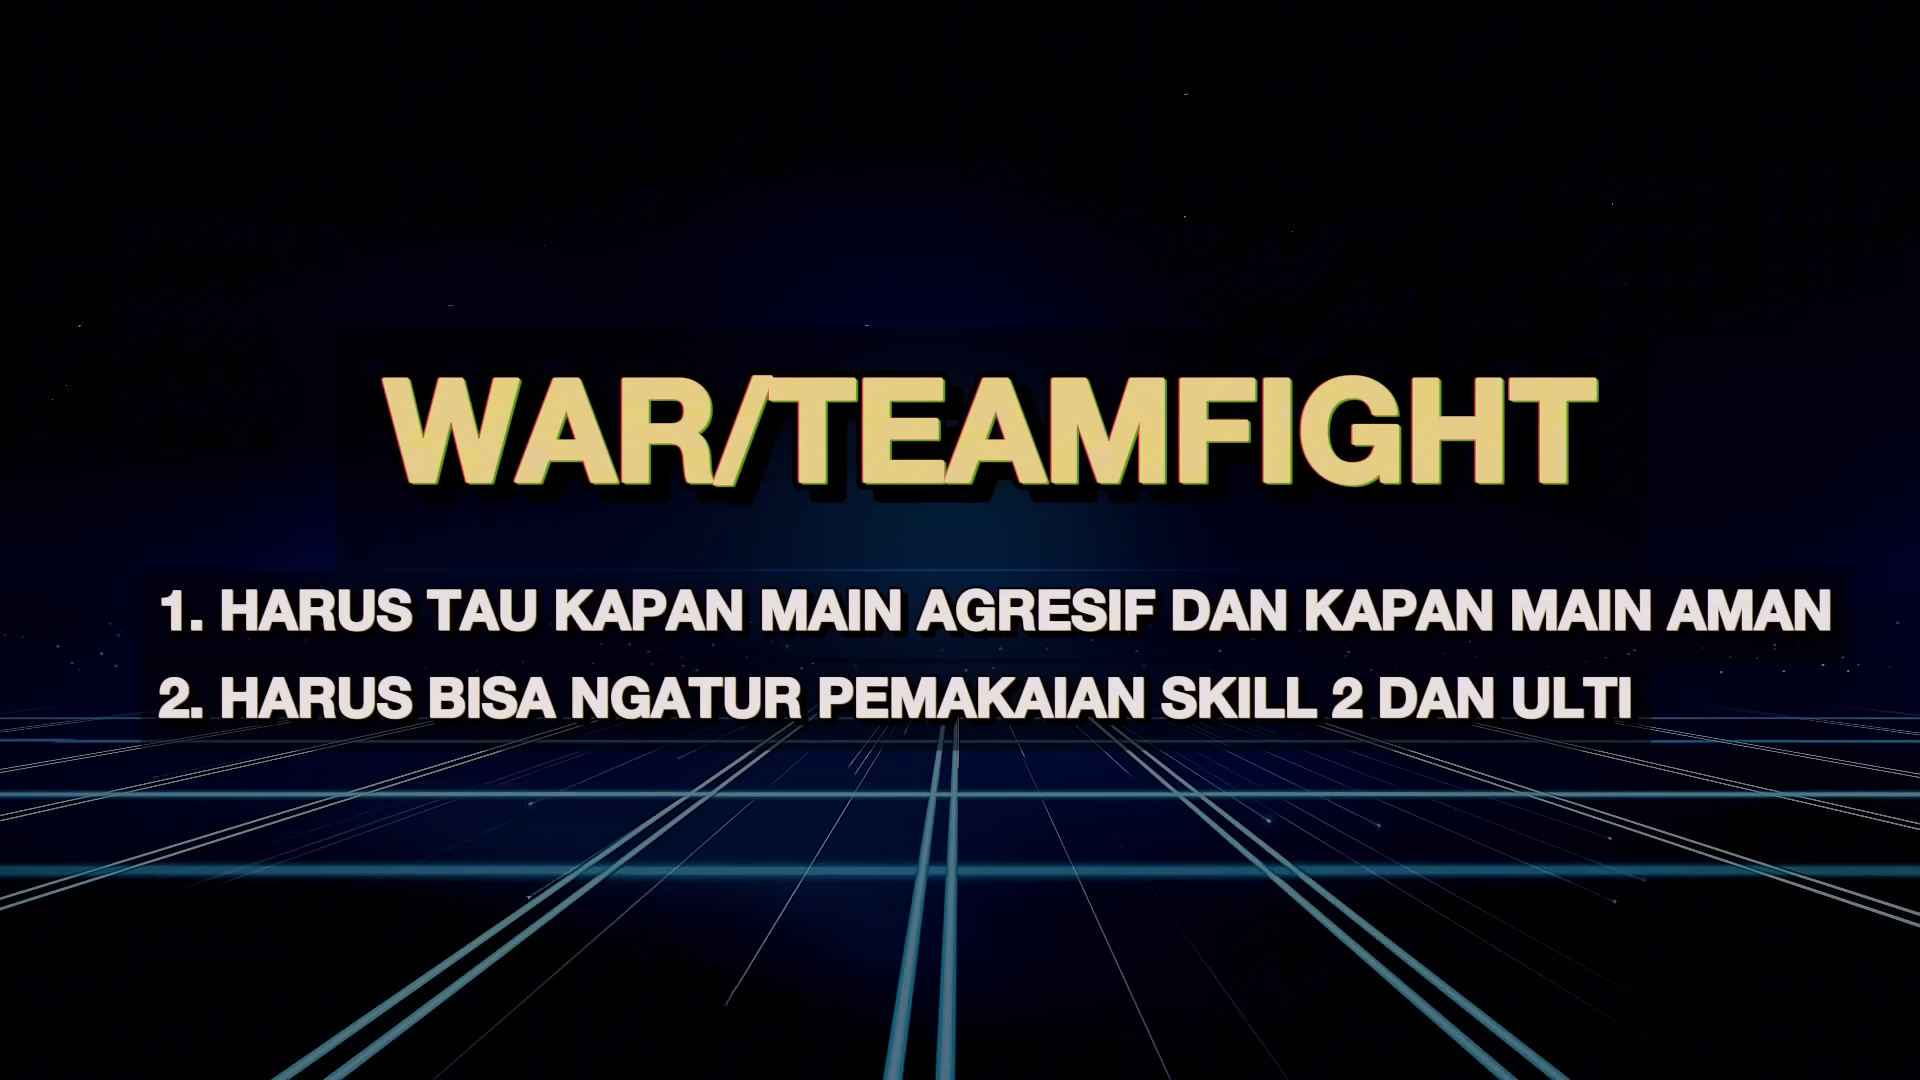 WAR/TEAMFIGHT
1. HARUS TAU KAPAN MAIN AGRESIF DAN KAPAN MAIN AMAN
2. HARUS BISA NGATUR PEMAKAIAN SKILL 2 DAN ULTI